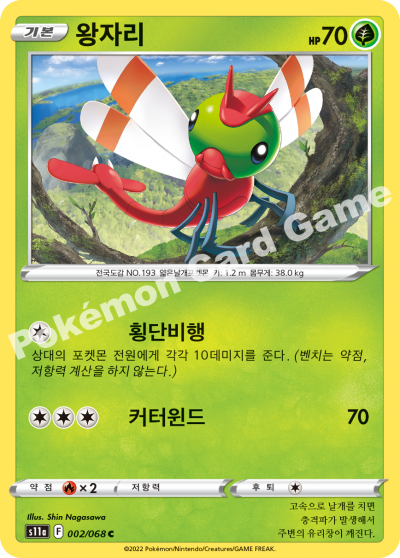 기본 왕자리 HP 70
전국도감 NO.193 얇은날개포켓몬 키: 1.2 m 몸무게: 38.0 kg
Pokémon Card Game
횡단비행
상대의 포켓몬 전원에게 각각 10데미지를 준다. (벤치는 약점,
저항력 계산을 하지 않는다.)
커터윈드 70
약점 ×2 저항력 후퇴
Illus. Shin Nagasawa
s11a F 002/068 C
고속으로 날개를 치면
충격파가 발생해서
주변의 유리창이 깨진다.
©2022 Pokémon/Nintendo/Creatures/GAME FREAK.